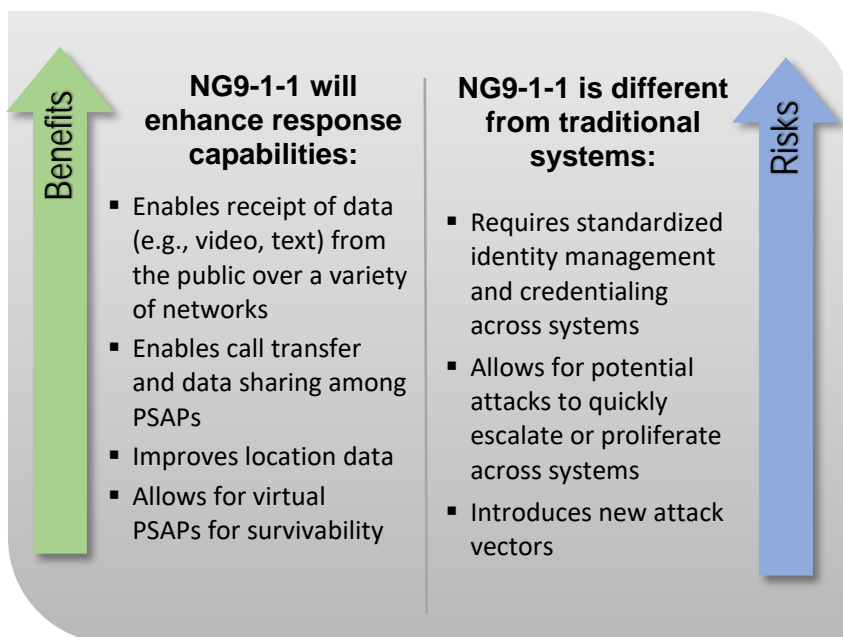 Benefits
NG9-1-1 will
enhance response
capabilities:
▪ Enables receipt of data
(e.g., video, text) from
the public over a variety
of networks
▪ Enables call transfer
and data sharing among
PSAPs
▪ Improves location data
▪ Allows for virtual
PSAPs for survivability
NG9-1-1 is different
from traditional
systems:
▪ Requires standardized
identity management
and credentialing
across systems
▪ Allows for potential
attacks to quickly
escalate or proliferate
across systems
▪ Introduces new attack
vectors
Risks